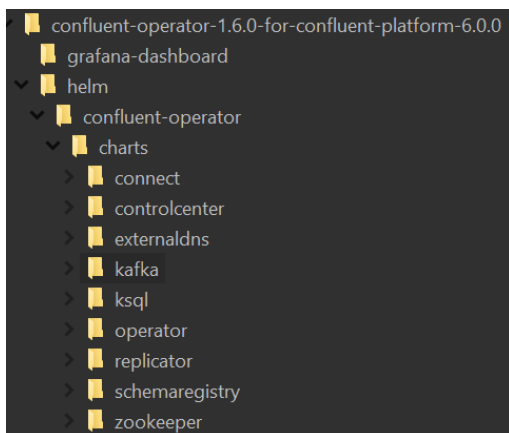 confluent-operator-1.6.0-for-confluent-platform-6.0.0
grafana-dashboard
helm
confluent-operator
charts
connect
controlcenter
externaldns
kafka
ksql
operator
replicator
schemaregistry
zookeeper